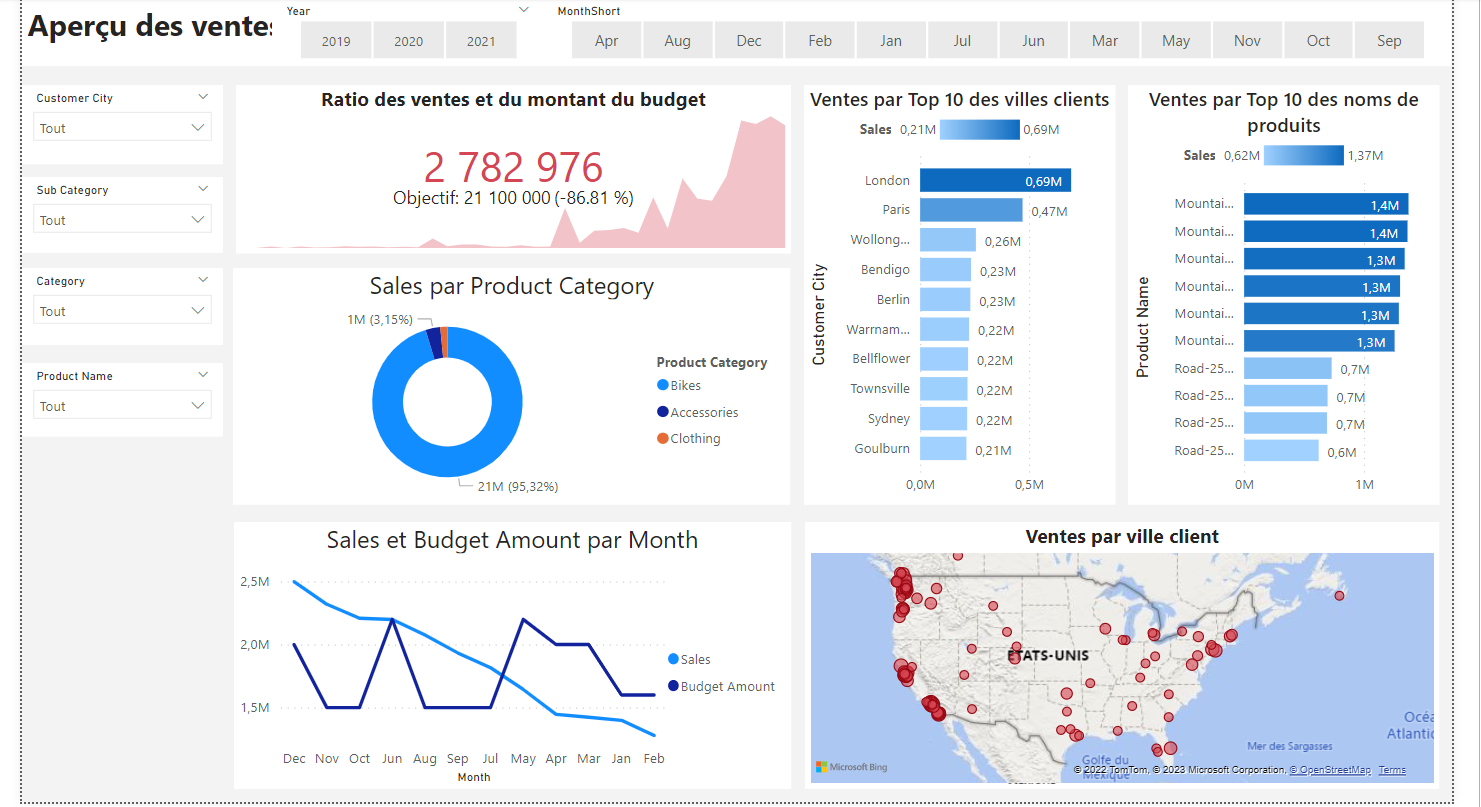 Aperçu des ventes
Year
2019 2020 2021
MonthShort
Apr Aug Dec Feb Jan Jul Jun Mar May Nov Oct Sep
Customer City
Tout
Sub Category
Tout
Category
Tout
Product Name
Tout
Ratio des ventes et du montant du budget
2 782 976
Objectif: 21 100 000 (-86.81 %)
Sales par Product Category
1M (3,15%)
21M (95,32%)
Product Category
Bikes
Accessories
Clothing
Ventes par Top 10 des villes clients
Sales 0,21M 0,69M
Customer City
London 0,69M
Paris 0,47M
Wollong... 0,26M
Bendigo 0,23M
Berlin 0,23M
Warrnam... 0,22M
Bellflower 0,22M
Townsville 0,22M
Sydney 0,22M
Goulburn 0,21M
0,0M 0,5M
Ventes par Top 10 des noms de
produits
Sales 0,62M 1,37M
Product Name
Mountai... 1,4M
Mountai... 1,4M
Mountai... 1,3M
Mountai... 1,3M
Mountai... 1,3M
Mountai... 1,3M
Road-25... 0,7M
Road-25... 0,7M
Road-25... 0,7M
Road-25... 0,6M
0M 1M
Sales et Budget Amount par Month
2,5M
2,0M
1,5M
Dec Nov Oct Jun Aug Sep Jul May Apr Mar Jan Feb
Month
Sales
Budget Amount
Ventes par ville client
ÉTATS-UNIS
Océa
Atlantic
Mer des Sargasses
Golfe du
Mexique
Microsoft Bing
© 2022 TomTom, © 2023 Microsoft Corporation, © OpenStreetMap Terms